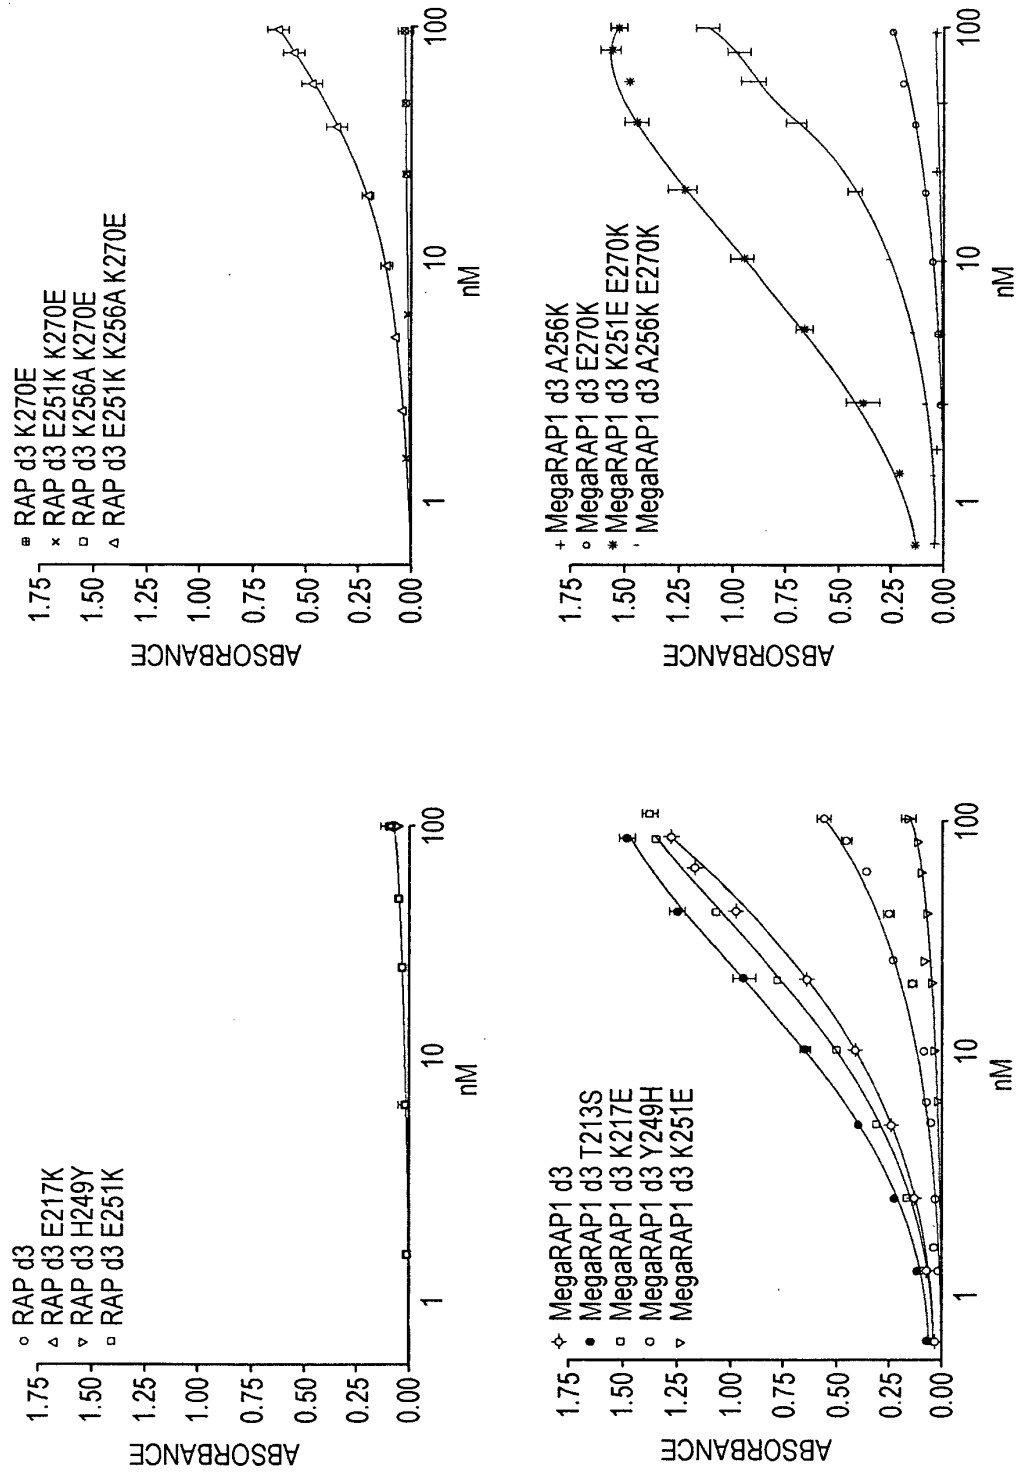 RAP d3
RAP d3 E217K
RAP d3 H249Y
RAP d3 E251K
1.75
1.50
1.25
1.00
0.75
0.50
0.25
0.00
ABSORBANCE
1
10
100
nM
RAP d3 K270E
RAP d3 E251K K270E
RAP d3 K256A K270E
RAP d3 E251K K256A K270E
1.75
1.50
1.25
1.00
0.75
0.50
0.25
0.00
ABSORBANCE
1
10
100
nM
MegaRAP1 d3
MegaRAP1 d3 T213S
MegaRAP1 d3 K217E
MegaRAP1 d3 Y249H
MegaRAP1 d3 K251E
1.75
1.50
1.25
1.00
0.75
0.50
0.25
0.00
ABSORBANCE
1
10
100
nM
MegaRAP1 d3 A256K
MegaRAP1 d3 E270K
MegaRAP1 d3 K251E E270K
MegaRAP1 d3 A256K E270K
1.75
1.50
1.25
1.00
0.75
0.50
0.25
0.00
ABSORBANCE
1
10
100
nM